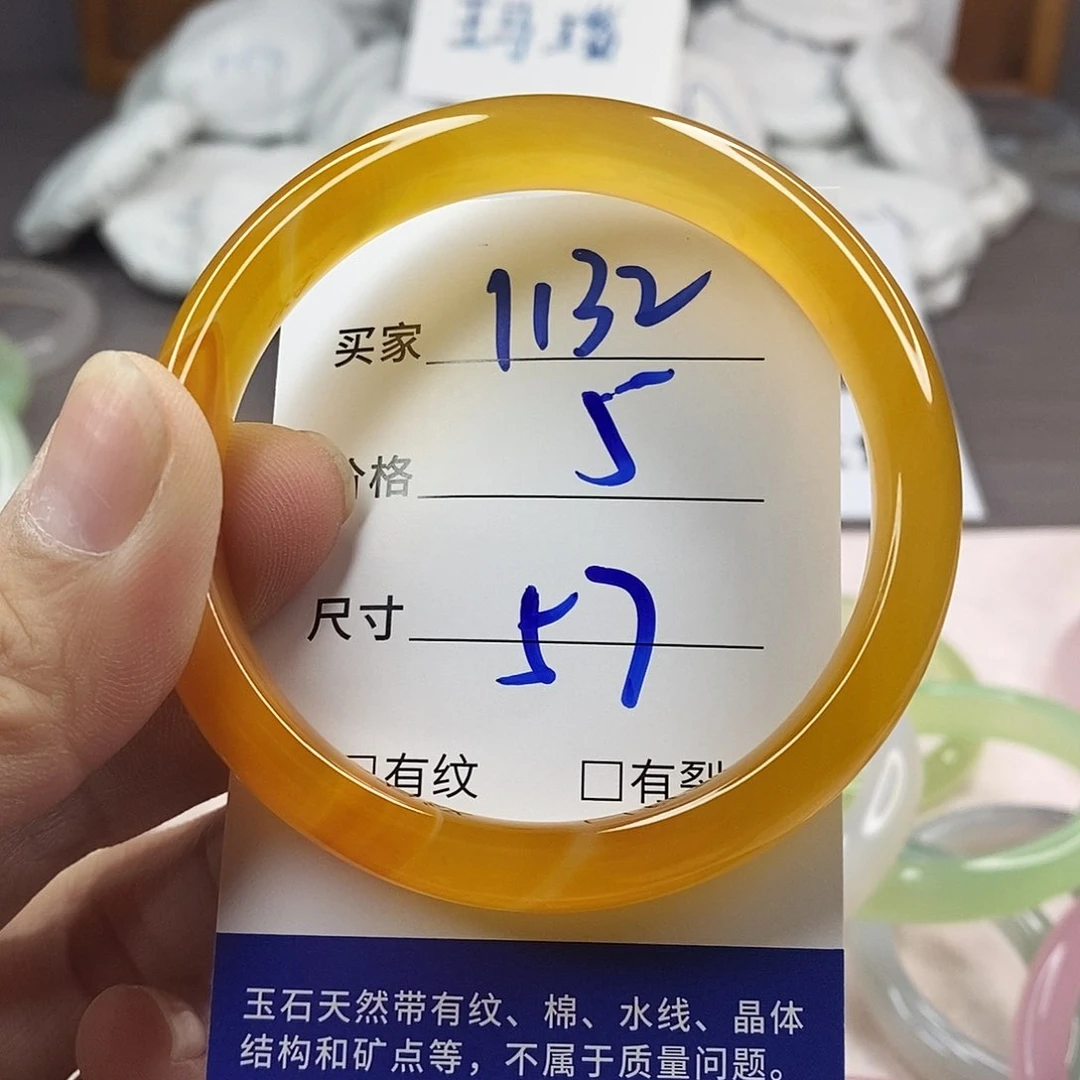 玛瑙
买家 1132
价格 5
尺寸 57
□有纹 □有裂
玉石天然带有纹、棉、水线、晶体
结构和矿点等，不属于质量问题。